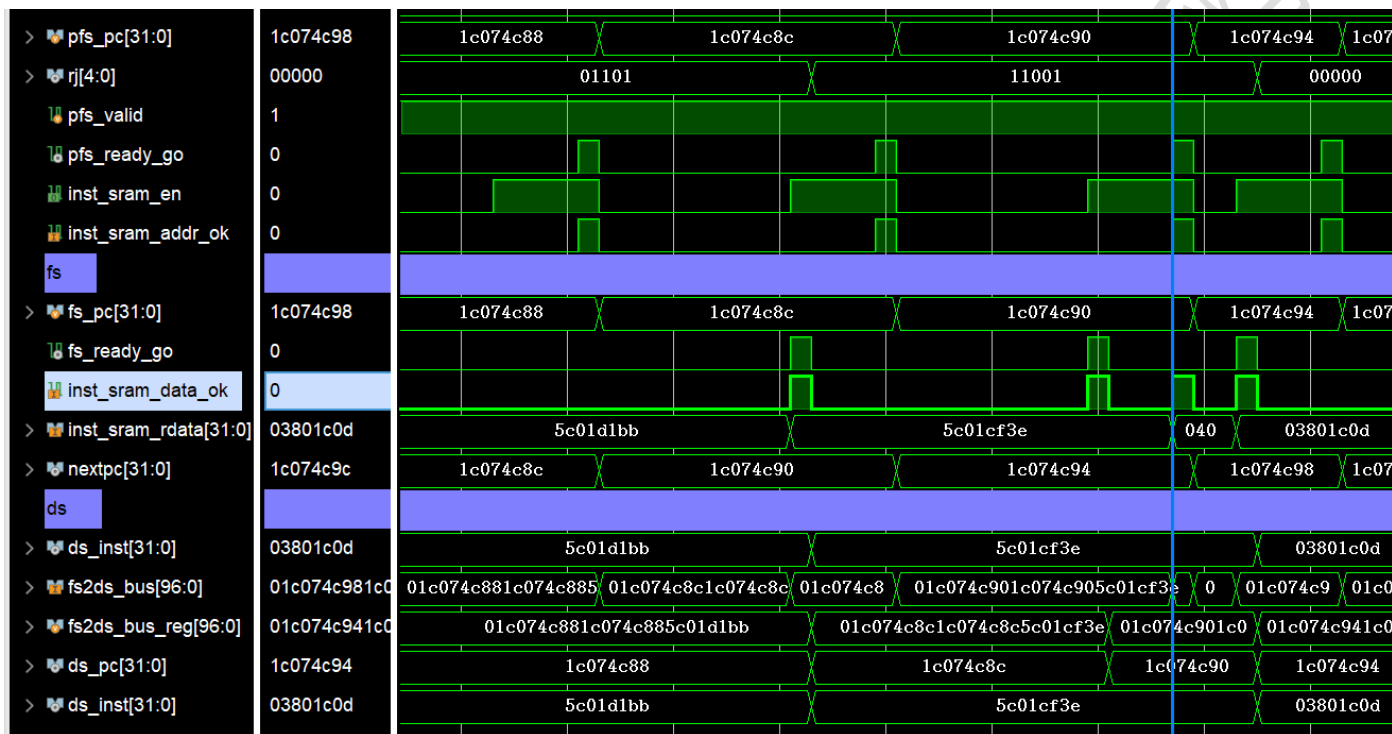 pfs_pc[31:0] 1c074c98 1c074c88 1c074c8c 1c074c90 1c074c94 1c07
rj[4:0] 00000 01101 11001 00000
pfs_valid 1
pfs_ready_go 0
inst_sram_en 0
inst_sram_addr_ok 0
fs
fs_pc[31:0] 1c074c98 1c074c88 1c074c8c 1c074c90 1c074c94 1c07
fs_ready_go 0
inst_sram_data_ok 0
inst_sram_rdata[31:0] 03801c0d 5c01d1bb 5c01cf3e 040 03801c0d
nextpc[31:0] 1c074c9c 1c074c8c 1c074c90 1c074c94 1c074c98 1c07
ds
ds_inst[31:0] 03801c0d 5c01d1bb 5c01cf3e 03801c0d
fs2ds_bus[96:0] 01c074c981c0 01c074c881c074c885 01c074c8c1c074c8c 01c074c8 01c074c901c074c905c01cf3e 0 01c074c9 01c0
fs2ds_bus_reg[96:0] 01c074c941c0 01c074c881c074c885c01d1bb 01c074c8c1c074c8c5c01cf3e 01c074c901c0 01c074c941c0
ds_pc[31:0] 1c074c94 1c074c88 1c074c8c 1c074c90 1c074c94
ds_inst[31:0] 03801c0d 5c01d1bb 5c01cf3e 03801c0d